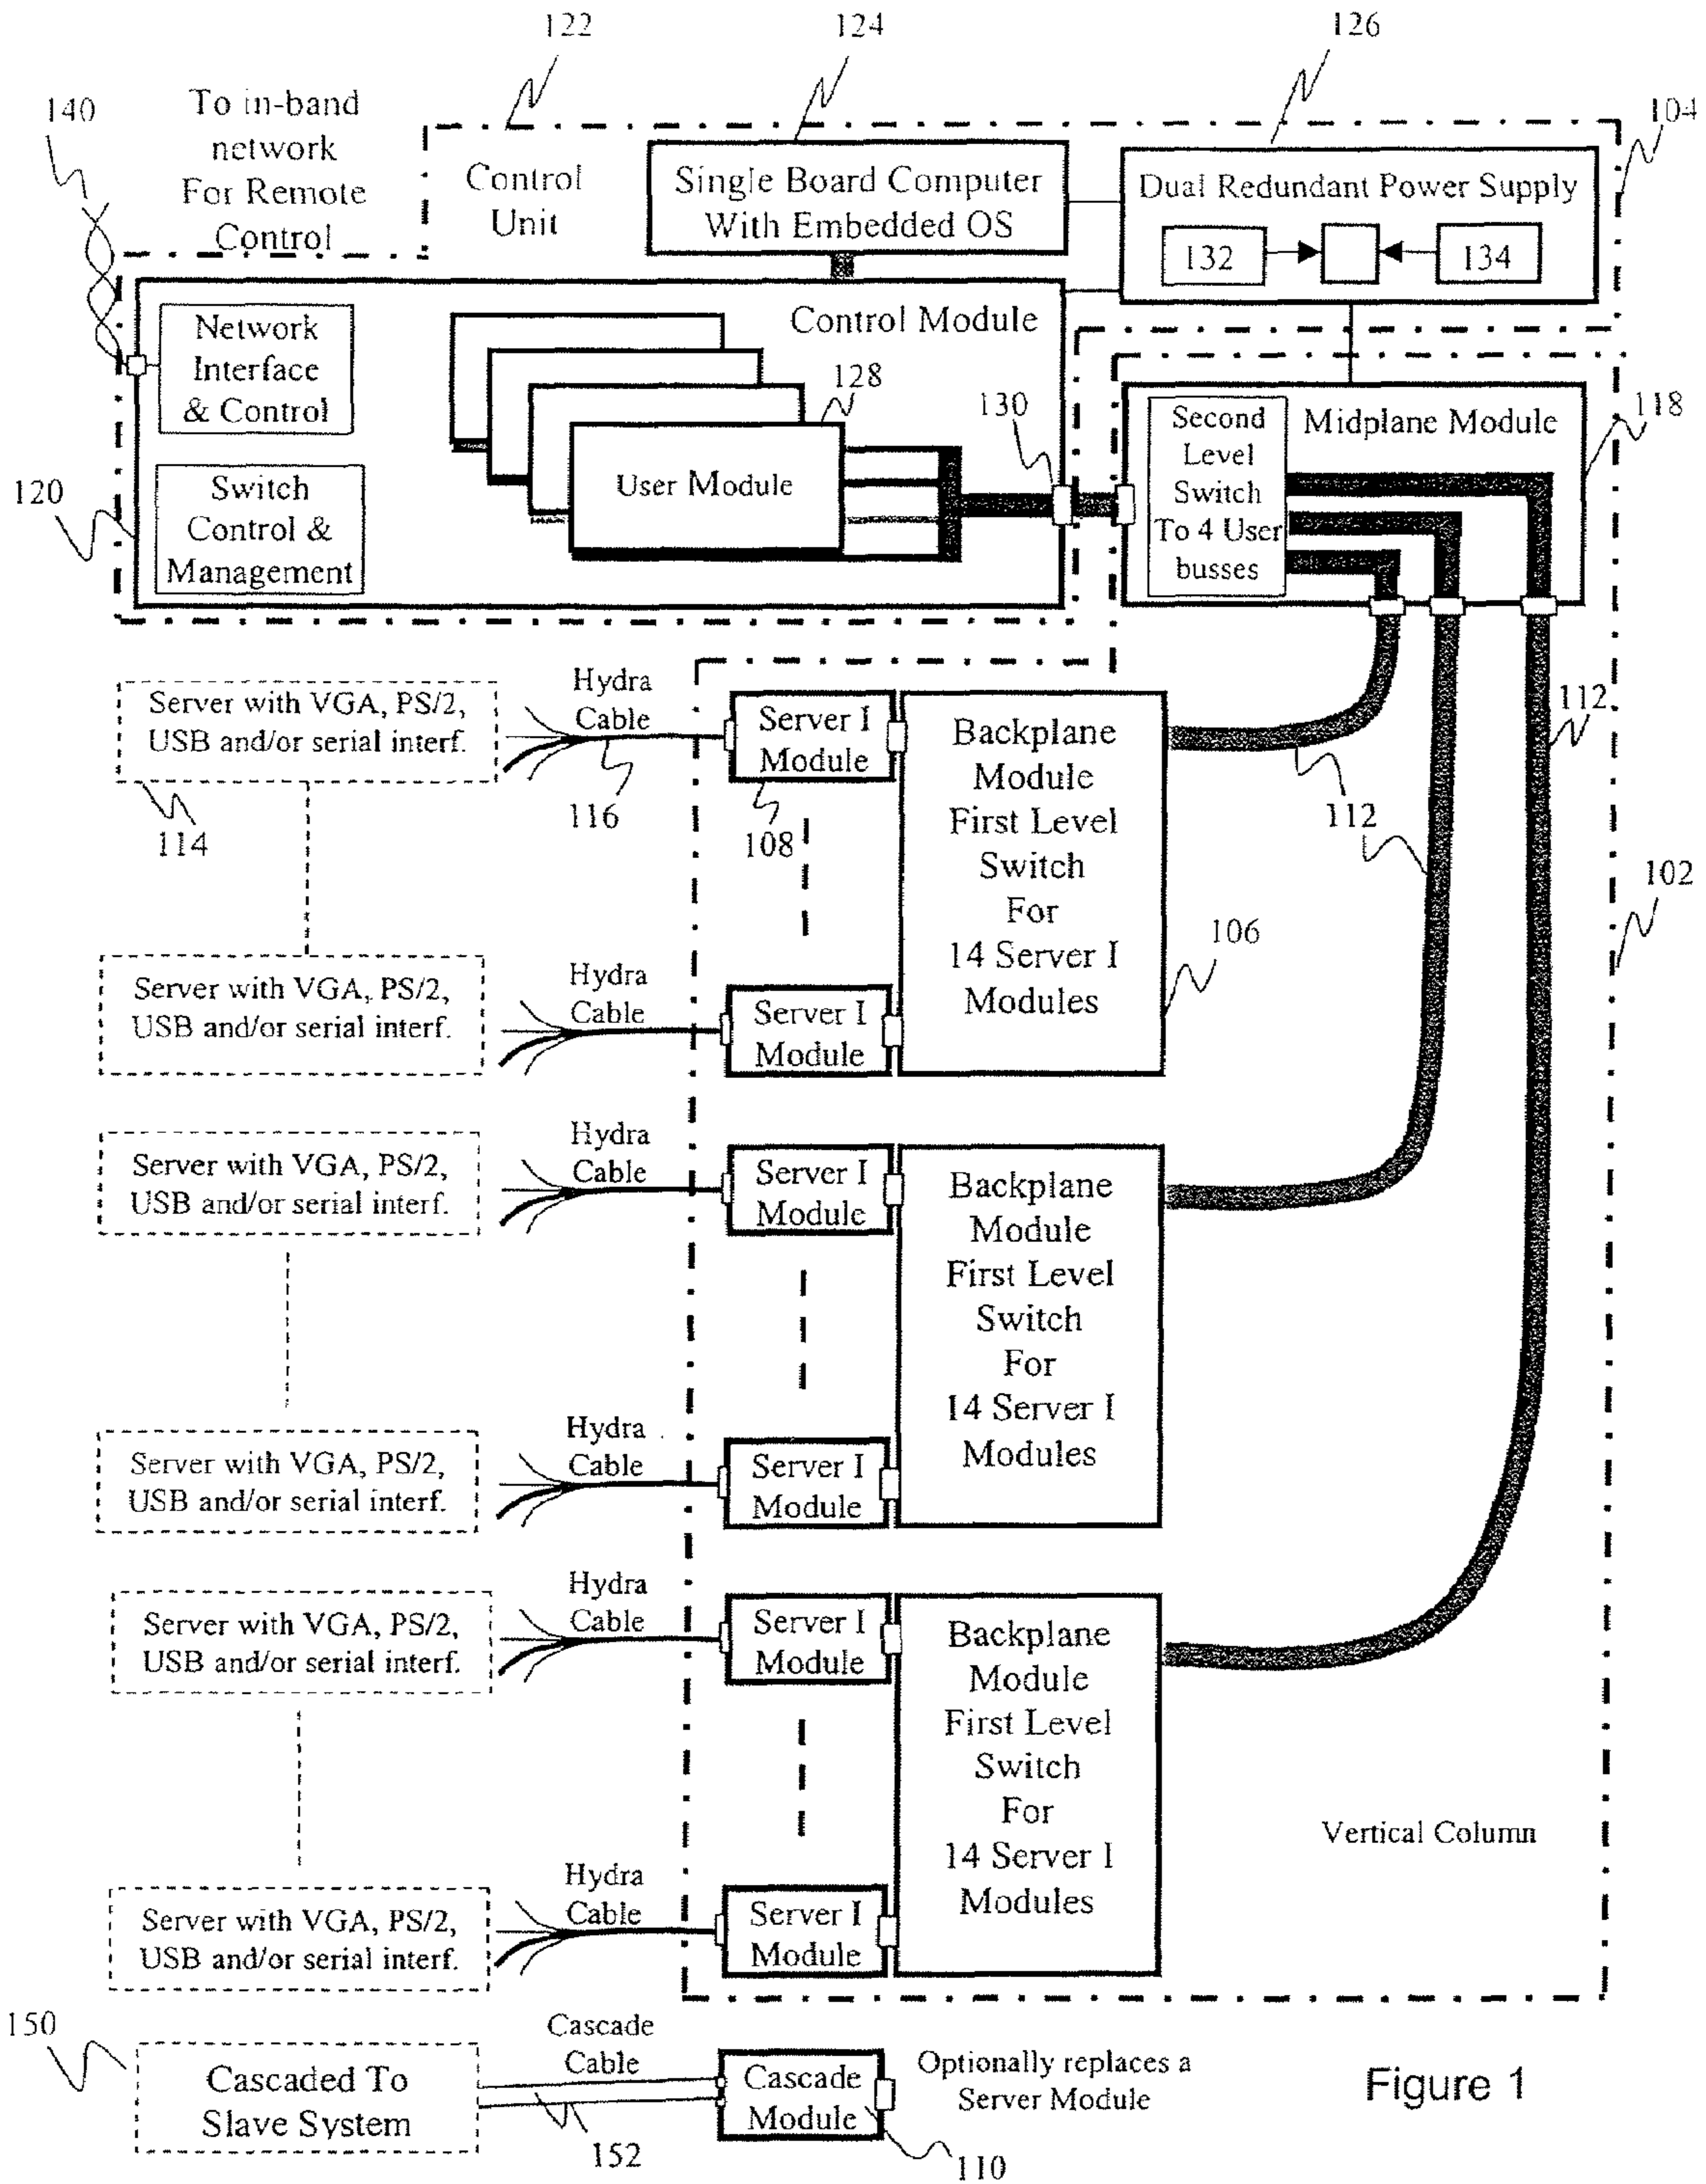 122
124
126
140
To in-band
network
For Remote
Control
104
Control
Unit
Single Board Computer
With Embedded OS
Dual Redundant Power Supply
132
134
Network
Interface
& Control
Control Module
128
130
User Module
Switch
Control &
Management
120
Second
Level
Switch
To 4 User
busses
Midplane Module
118
Server with VGA, PS/2,
USB and/or serial interf.
114
Hydra
Cable
116
Server I
Module
108
Backplane
Module
First Level
Switch
For
14 Server I
Modules
106
112
112
102
Server with VGA, PS/2,
USB and/or serial interf.
Hydra
Cable
Server I
Module
Server with VGA, PS/2,
USB and/or serial interf.
Hydra
Cable
Server I
Module
Backplane
Module
First Level
Switch
For
14 Server I
Modules
Server with VGA, PS/2,
USB and/or serial interf.
Hydra
Cable
Server I
Module
Server with VGA, PS/2,
USB and/or serial interf.
Hydra
Cable
Server I
Module
Backplane
Module
First Level
Switch
For
14 Server I
Modules
Vertical Column
Server with VGA, PS/2,
USB and/or serial interf.
Hydra
Cable
Server I
Module
150
Cascaded To
Slave System
Cascade
Cable
152
Cascade
Module
110
Optionally replaces a
Server Module
Figure 1